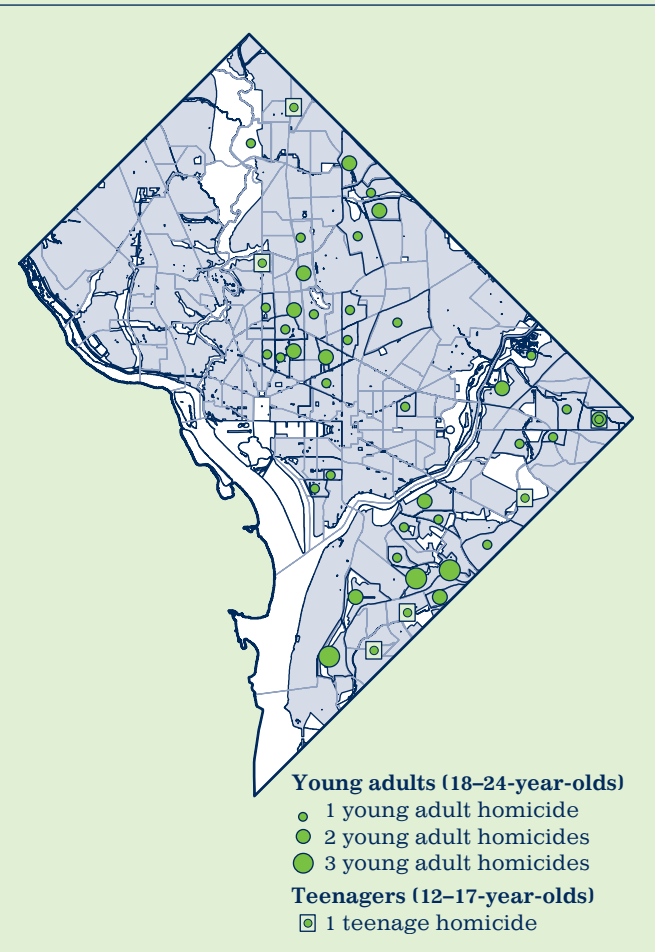 Young adults (18–24-year-olds)
1 young adult homicide
2 young adult homicides
3 young adult homicides
Teenagers (12–17-year-olds)
1 teenage homicide